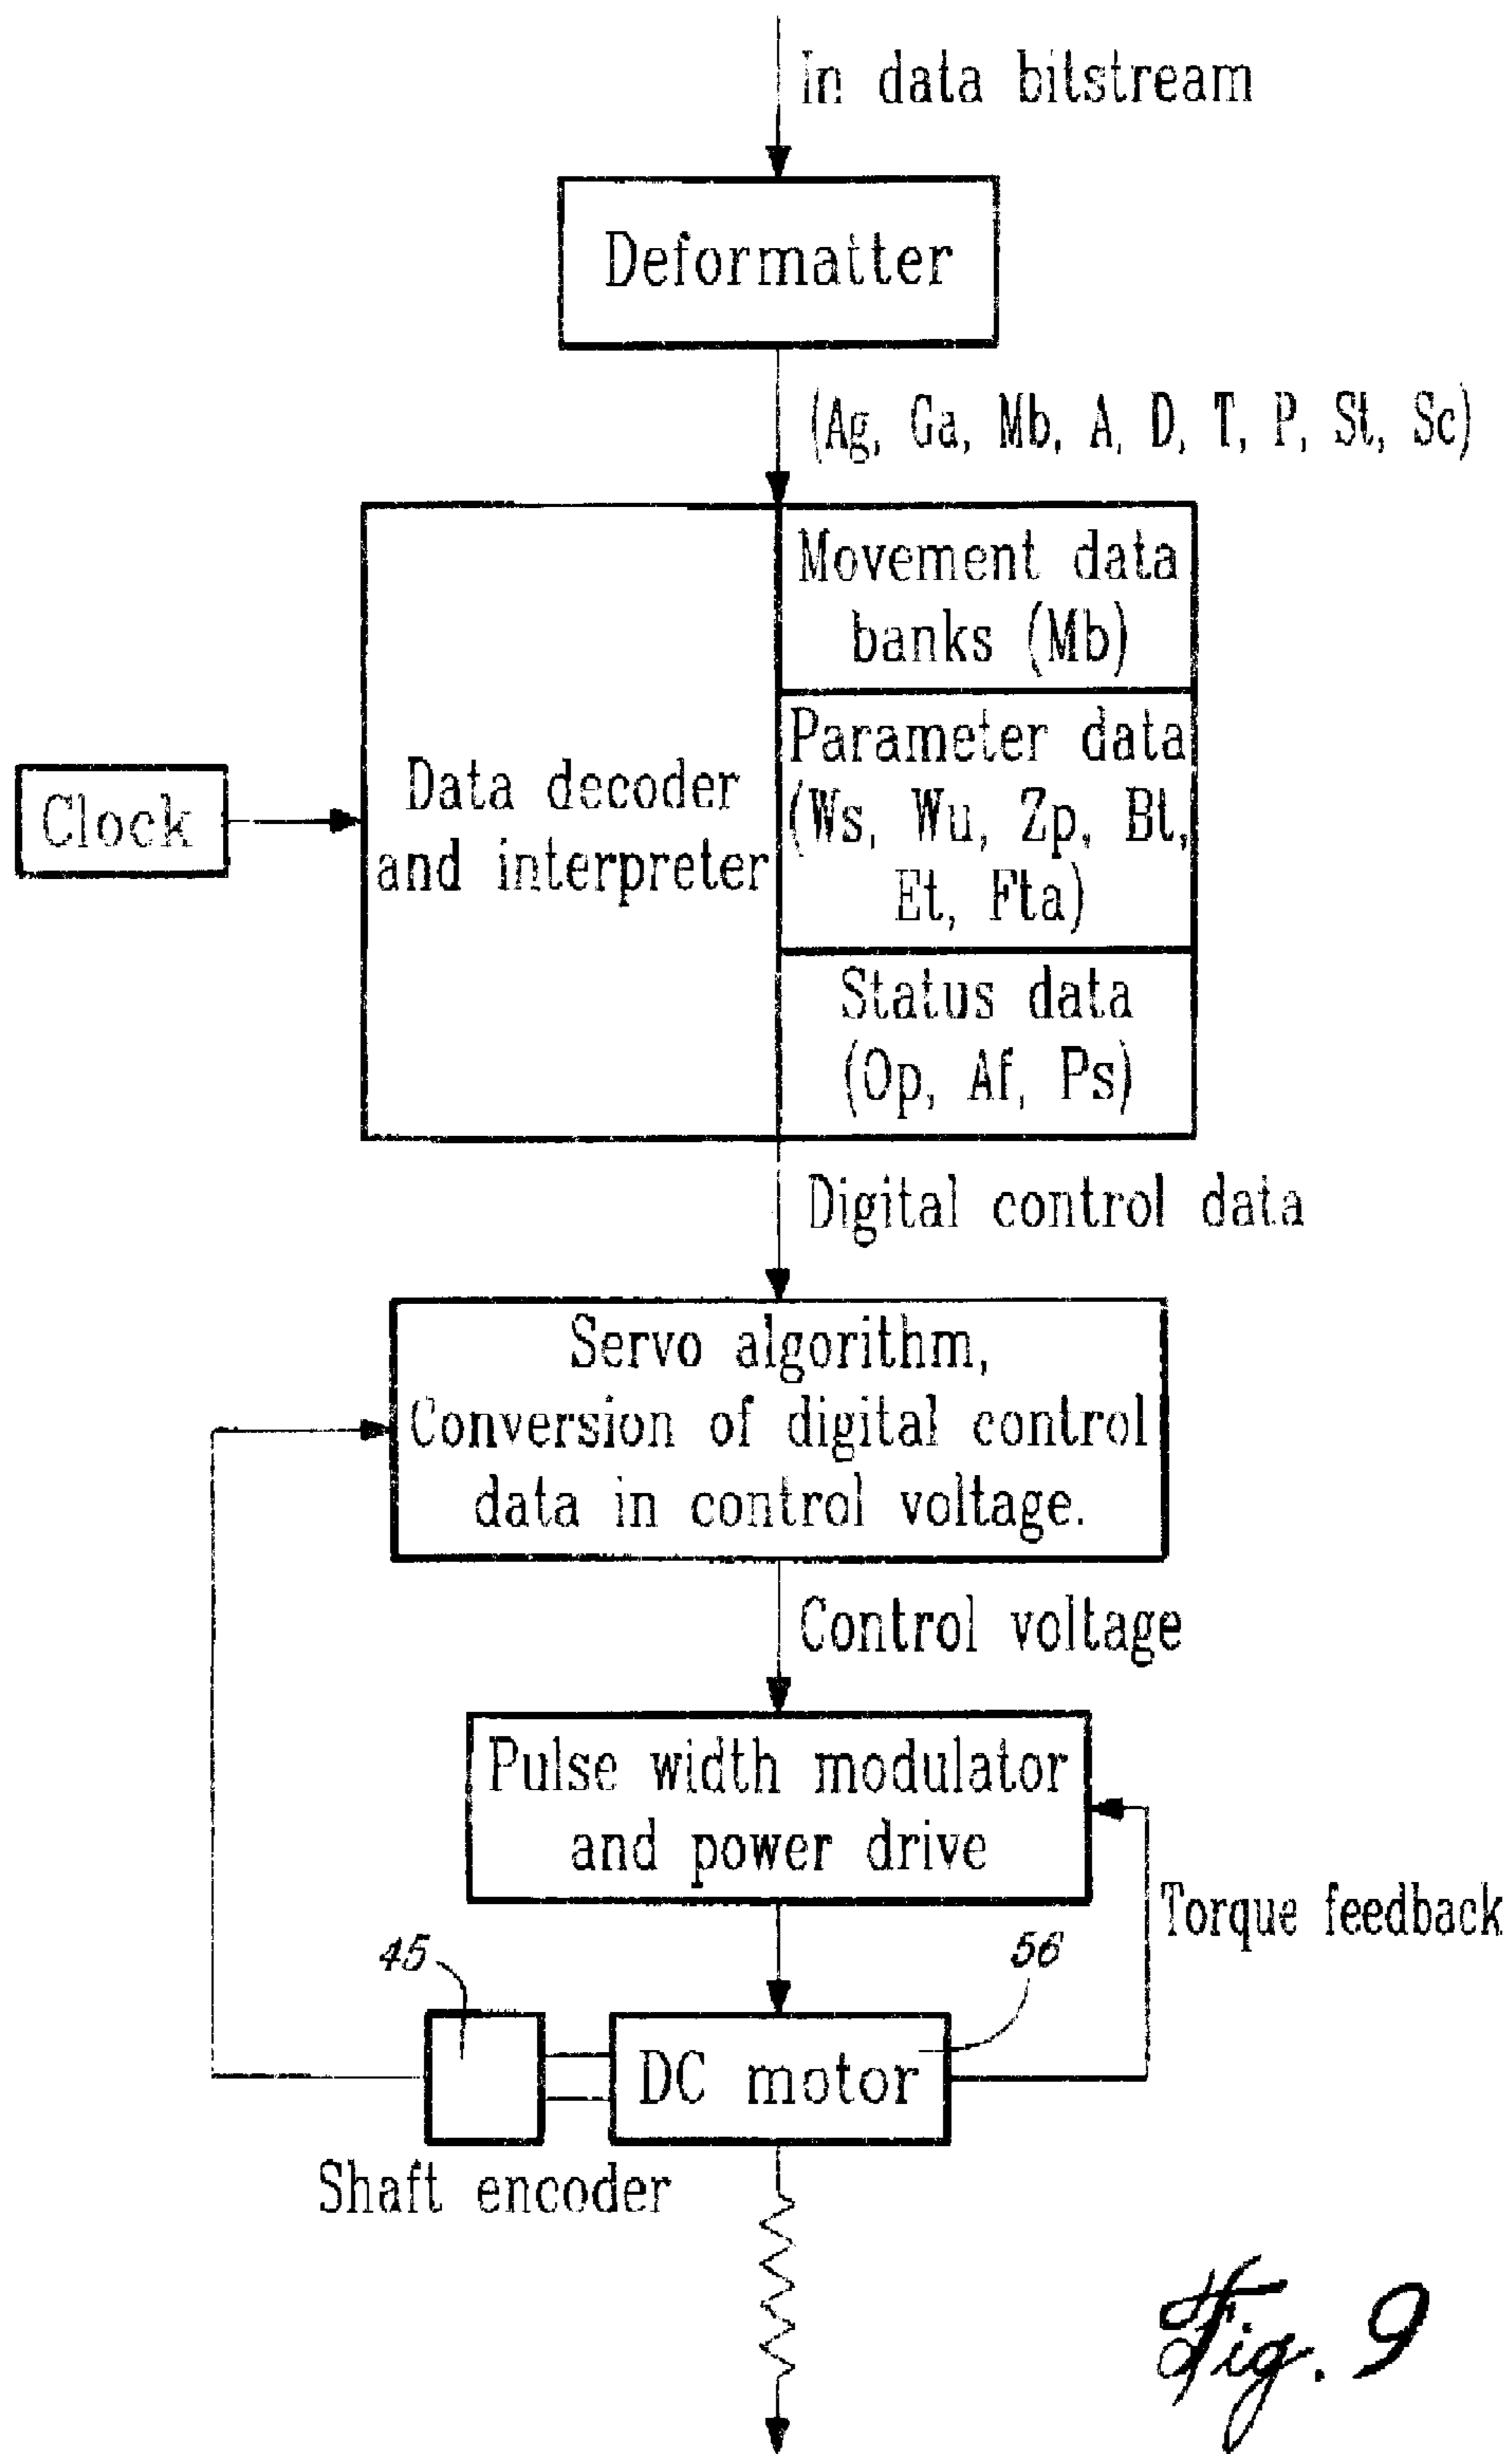 In data bitstream
Deformatter
(Ag, Ga, Mb, A, D, T, P, St, Sc)
Movement data
banks (Mb)
Parameter data
(Ws, Wu, Zp, Bt,
Et, Fta)
Status data
(Op, Af, Ps)
Clock
Data decoder
and interpreter
Digital control data
Servo algorithm,
Conversion of digital control
data in control voltage.
Control voltage
Pulse width modulator
and power drive
Torque feedback
45
56
DC motor
Shaft encoder
Fig. 9